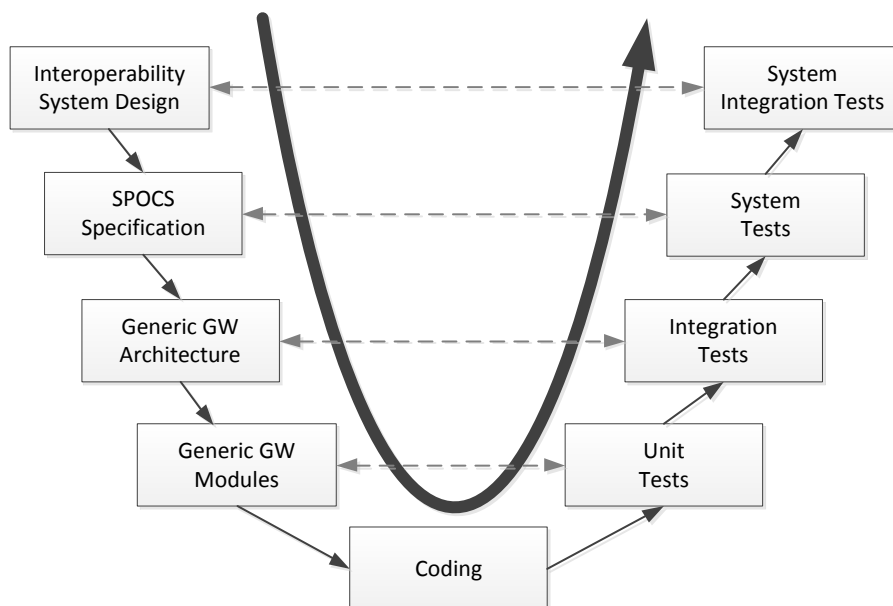 Interoperability
System Design
System
Integration Tests
SPOCS
Specification
System
Tests
Generic GW
Architecture
Integration
Tests
Generic GW
Modules
Unit
Tests
Coding